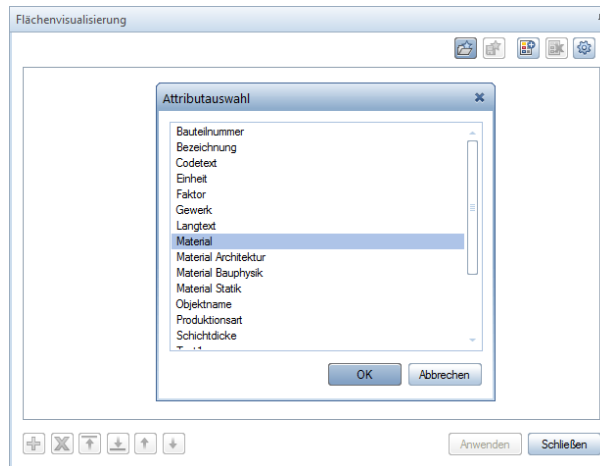 Flächenvisualisierung
Attributauswahl
Bauteilnummer
Bezeichnung
Codetext
Einheit
Faktor
Gewerk
Langtext
Material
Material Architektur
Material Bauphysik
Material Statik
Objektname
Produktionsart
Schichtdicke
OK Abbrechen
Anwenden Schließen